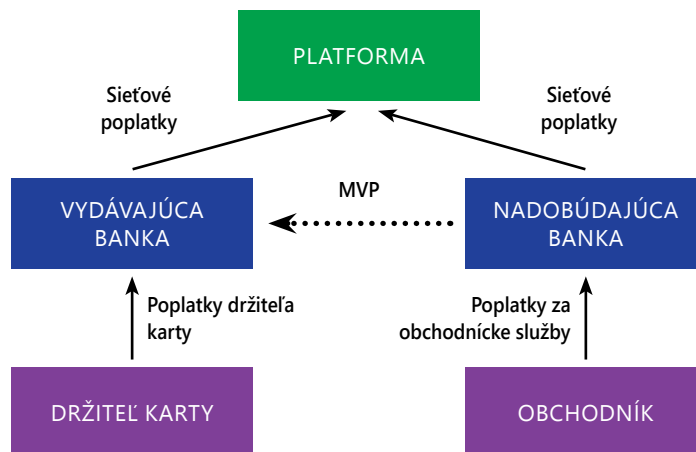 PLATFORMA
Sieťové
poplatky
Sieťové
poplatky
VYDÁVAJÚCA
BANKA
MVP
NADOBÚDAJÚCA
BANKA
Poplatky držiteľa
karty
Poplatky za
obchodnícke služby
DRŽITEĽ KARTY
OBCHODNÍK